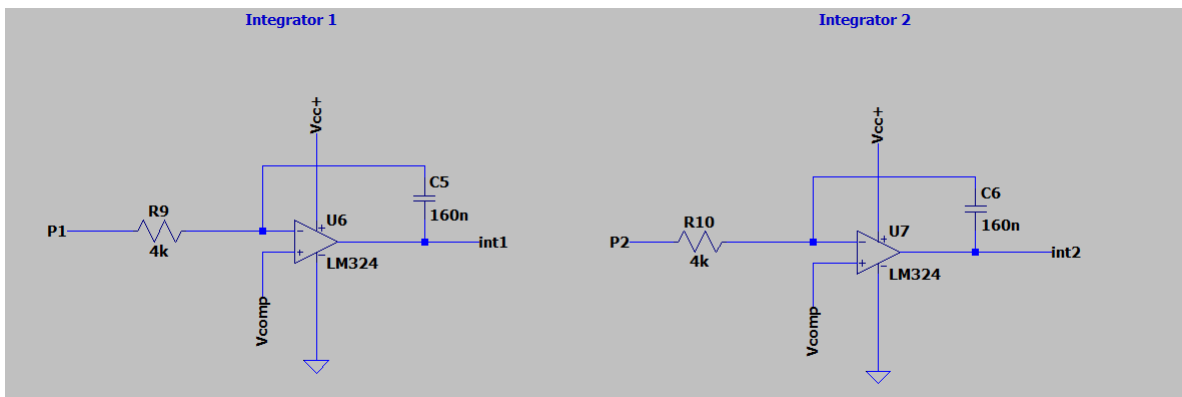 Integrator 1
Vcc+
C5
160n
R9
P1
4k
U6
+
-
-
+
LM324
int1
Vcomp
Integrator 2
Vcc+
C6
160n
R10
P2
4k
U7
+
-
-
+
LM324
int2
Vcomp